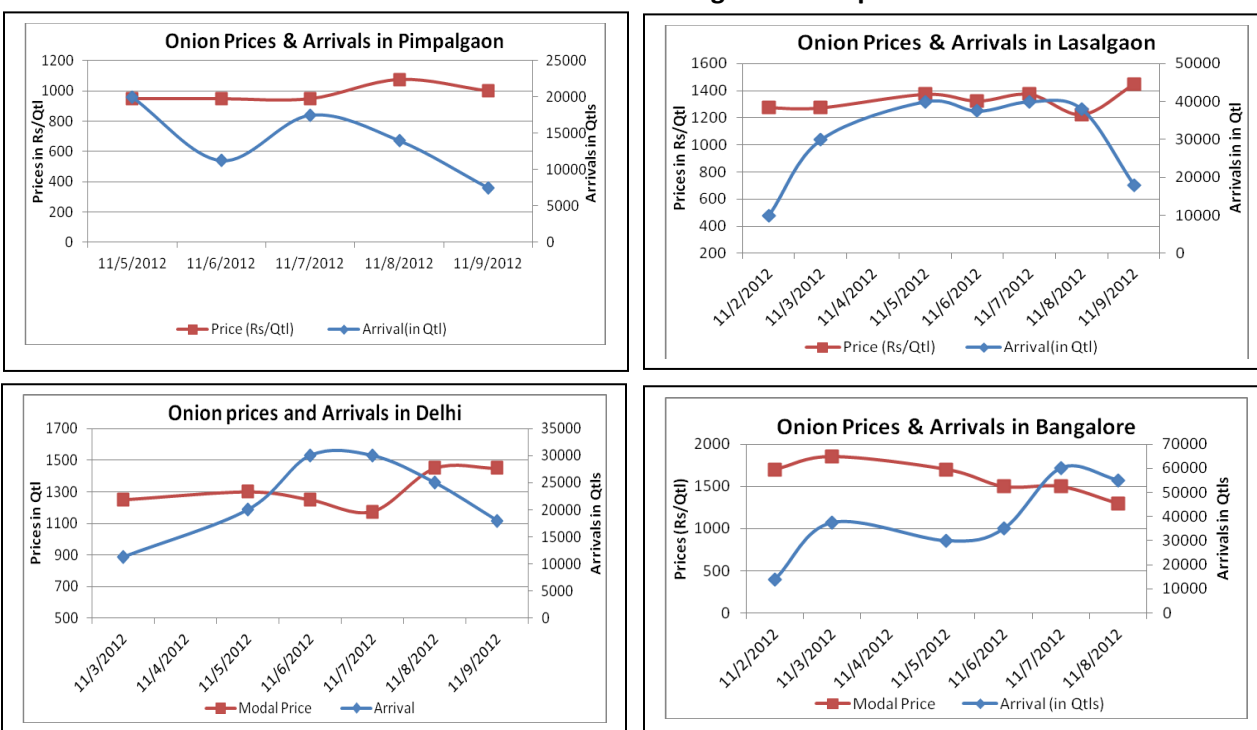 Onion Prices & Arrivals in Pimpalgaon
Prices in Rs/Qtl
1200
1000
800
600
400
200
0
25000
20000
15000
10000
5000
0
Arrivals in Qtls
11/5/2012 11/6/2012 11/7/2012 11/8/2012 11/9/2012
Price (Rs/Qtl) Arrival(in Qtl)
Onion Prices & Arrivals in Lasalgaon
Prices in Rs/Qtl
1600
1400
1200
1000
800
600
400
200
50000
40000
30000
20000
10000
0
Arrivals in in Qtl
11/2/2012 11/3/2012 11/4/2012 11/5/2012 11/6/2012 11/7/2012 11/8/2012 11/9/2012
Price (Rs/Qtl) Arrival(in Qtl)
Onion prices and Arrivals in Delhi
Prices in Qtl
1700
1500
1300
1100
900
700
500
35000
30000
25000
20000
15000
10000
5000
0
Arrivals in Qtls
11/3/2012 11/4/2012 11/5/2012 11/6/2012 11/7/2012 11/8/2012 11/9/2012
Modal Price Arrival
Onion Prices & Arrivals in Bangalore
Prices (Rs/Qtl)
2000
1500
1000
500
0
70000
60000
50000
40000
30000
20000
10000
0
Arrivals in Qtls
11/2/2012 11/3/2012 11/4/2012 11/5/2012 11/6/2012 11/7/2012 11/8/2012
Modal Price Arrival (in Qtls)